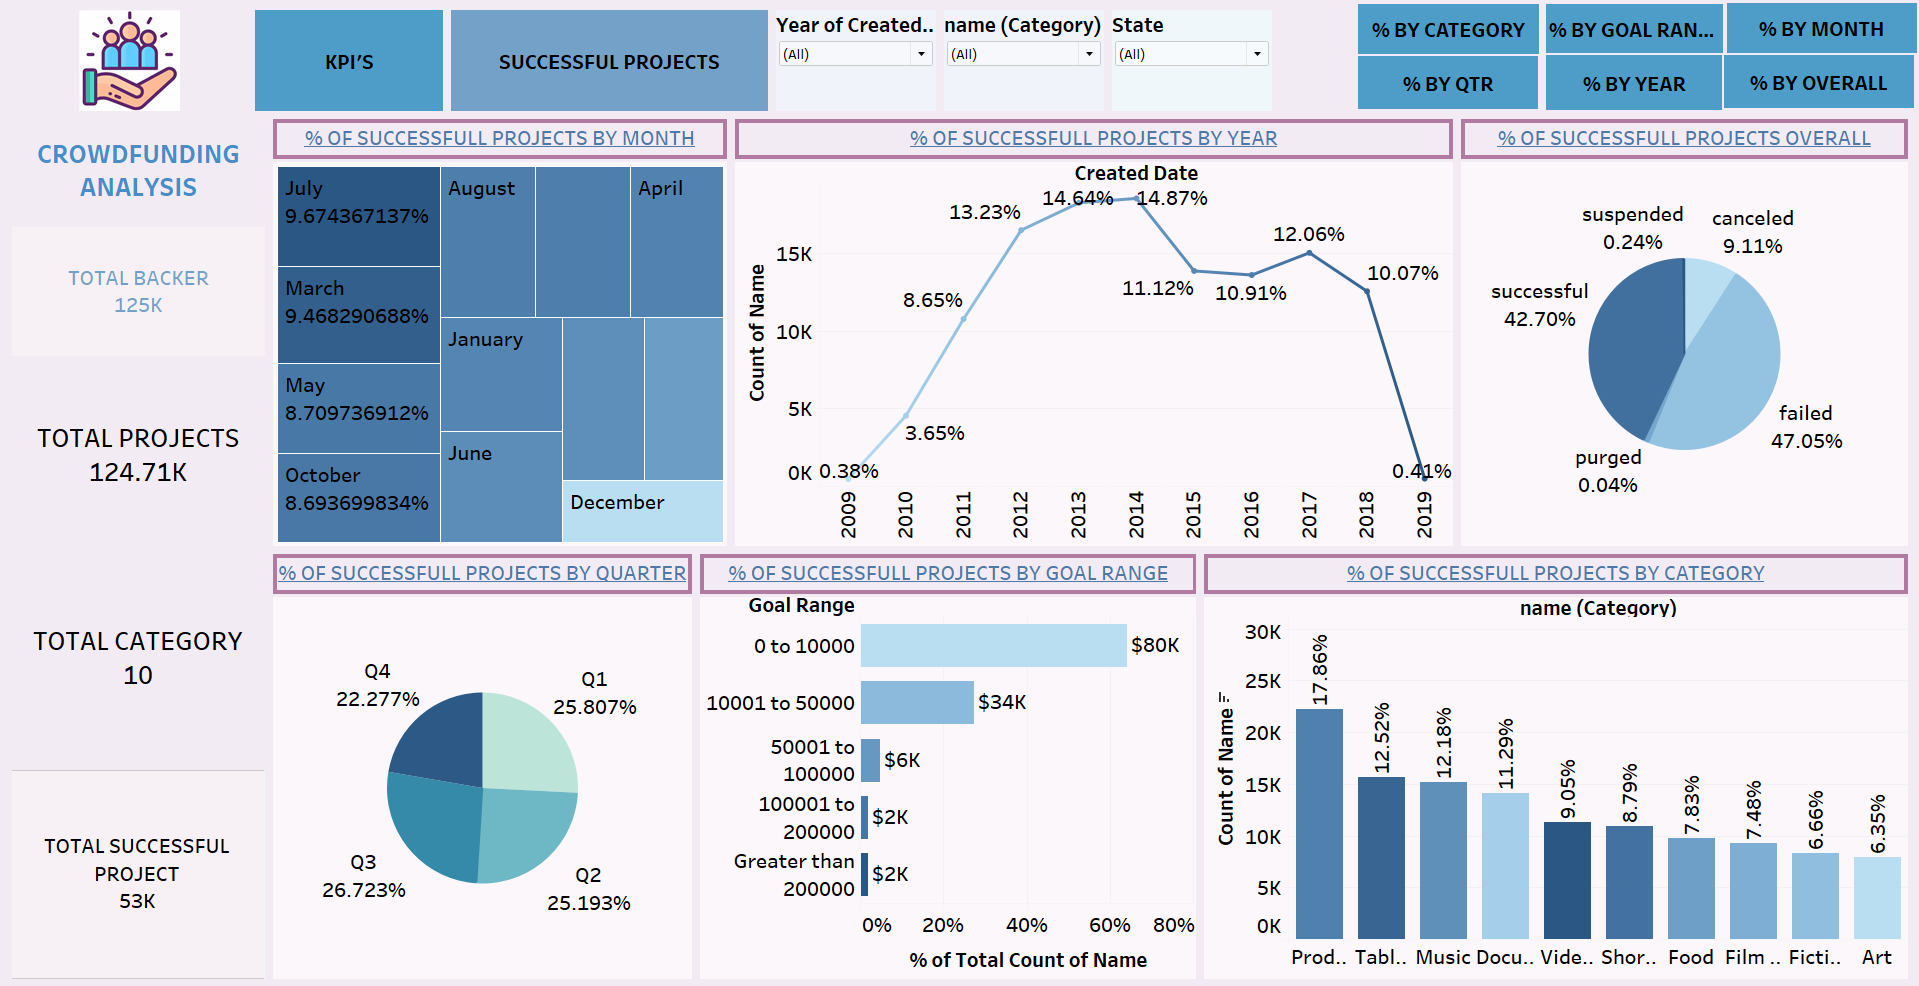 KPI'S
SUCCESSFUL PROJECTS
Year of Created..
(All)
name (Category)
(All)
State
(All)
% BY CATEGORY
% BY GOAL RAN...
% BY MONTH
% BY QTR
% BY YEAR
% BY OVERALL
CROWDFUNDING
ANALYSIS
TOTAL BACKER
125K
TOTAL PROJECTS
124.71K
TOTAL CATEGORY
10
TOTAL SUCCESSFUL
PROJECT
53K
% OF SUCCESSFULL PROJECTS BY MONTH
July
9.674367137%
March
9.468290688%
May
8.709736912%
October
8.693699834%
August
April
January
June
December
% OF SUCCESSFULL PROJECTS BY YEAR
Created Date
Count of Name
15K
10K
5K
0K
0.38%
3.65%
8.65%
13.23%
14.64%
14.87%
11.12%
10.91%
12.06%
10.07%
0.41%
2009
2010
2011
2012
2013
2014
2015
2016
2017
2018
2019
% OF SUCCESSFULL PROJECTS OVERALL
suspended
0.24%
canceled
9.11%
successful
42.70%
failed
47.05%
purged
0.04%
% OF SUCCESSFULL PROJECTS BY QUARTER
Q4
22.277%
Q1
25.807%
Q3
26.723%
Q2
25.193%
% OF SUCCESSFULL PROJECTS BY GOAL RANGE
Goal Range
0 to 10000
$80K
10001 to 50000
$34K
50001 to
100000
$6K
100001 to
200000
$2K
Greater than
200000
$2K
0%
20%
40%
60%
80%
% of Total Count of Name
% OF SUCCESSFULL PROJECTS BY CATEGORY
name (Category)
Count of Name
30K
25K
20K
15K
10K
5K
0K
17.86%
12.52%
12.18%
11.29%
9.05%
8.79%
7.83%
7.48%
6.66%
6.35%
Prod..
Tabl..
Music
Docu..
Vide..
Shor..
Food
Film ..
Ficti..
Art